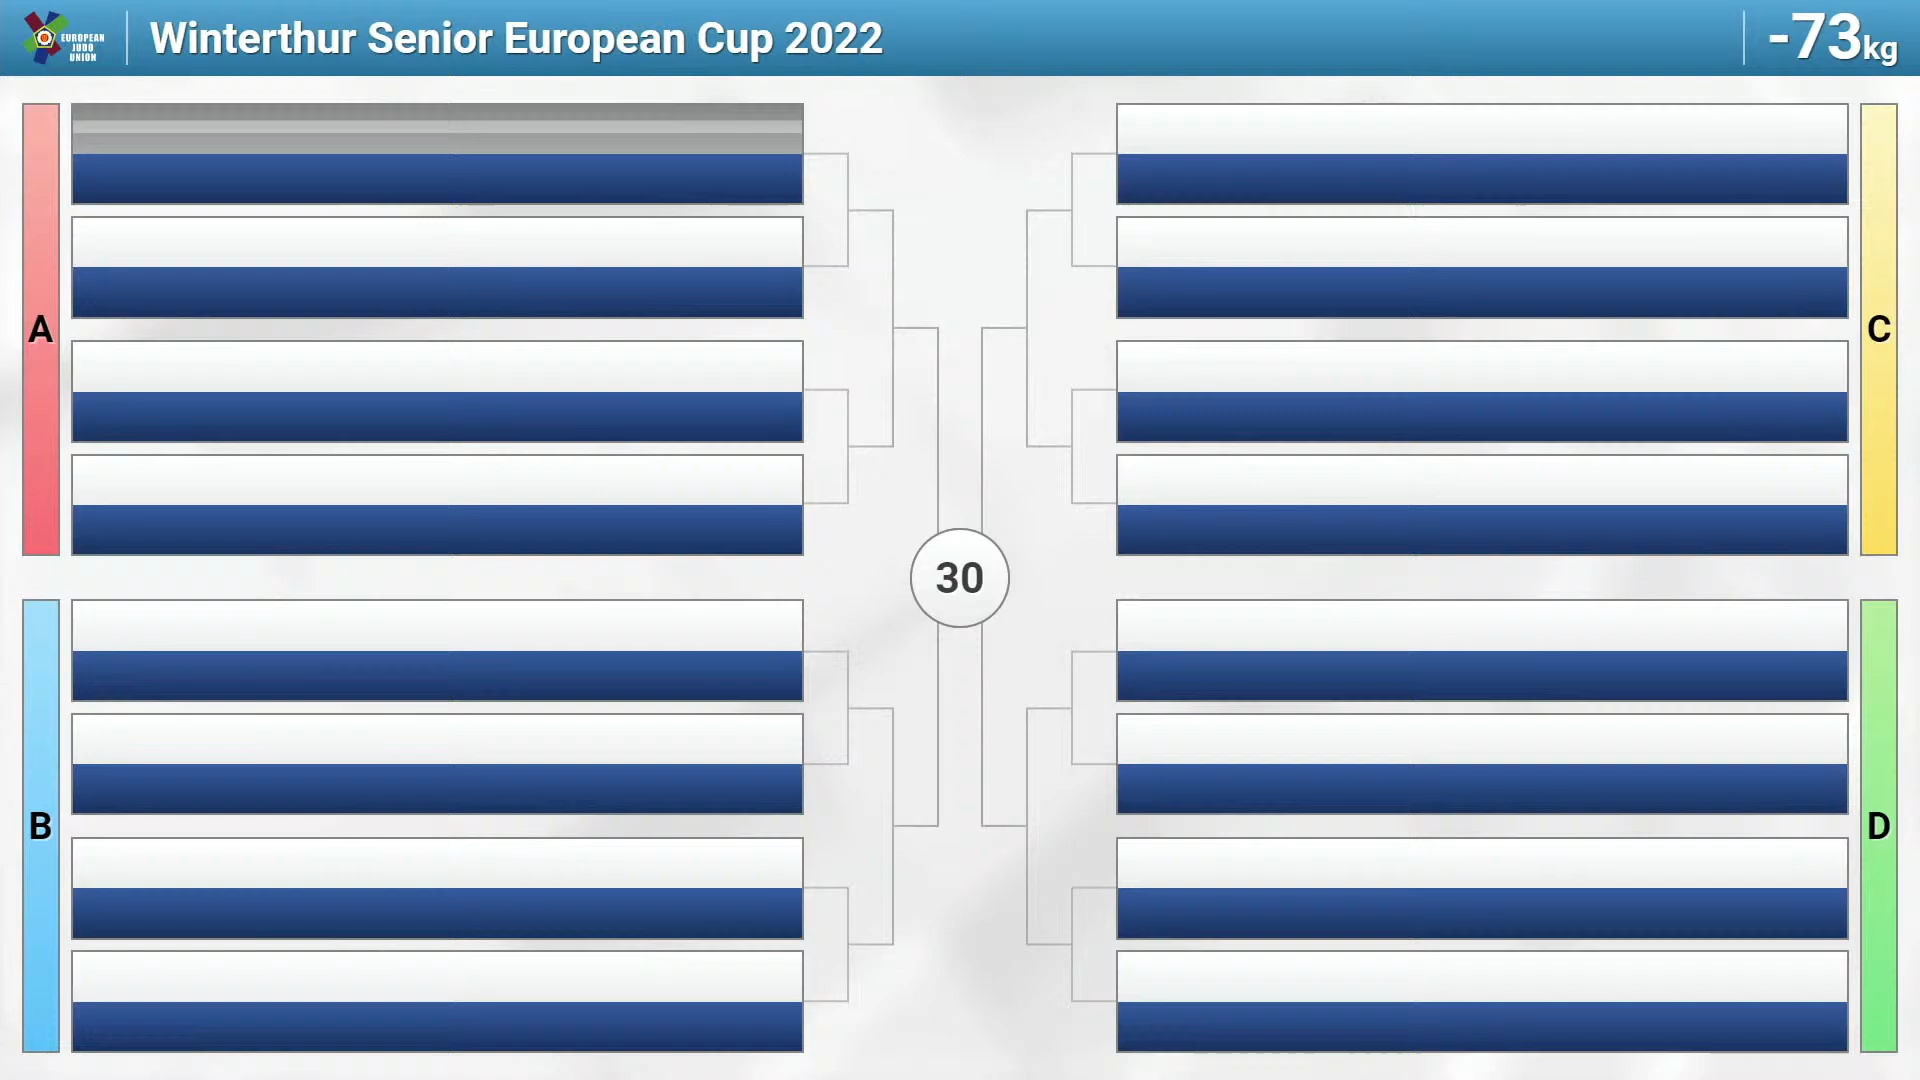 EUROPEAN
JUDO
UNION
Winterthur Senior European Cup 2022
-73kg
A
C
30
B
D